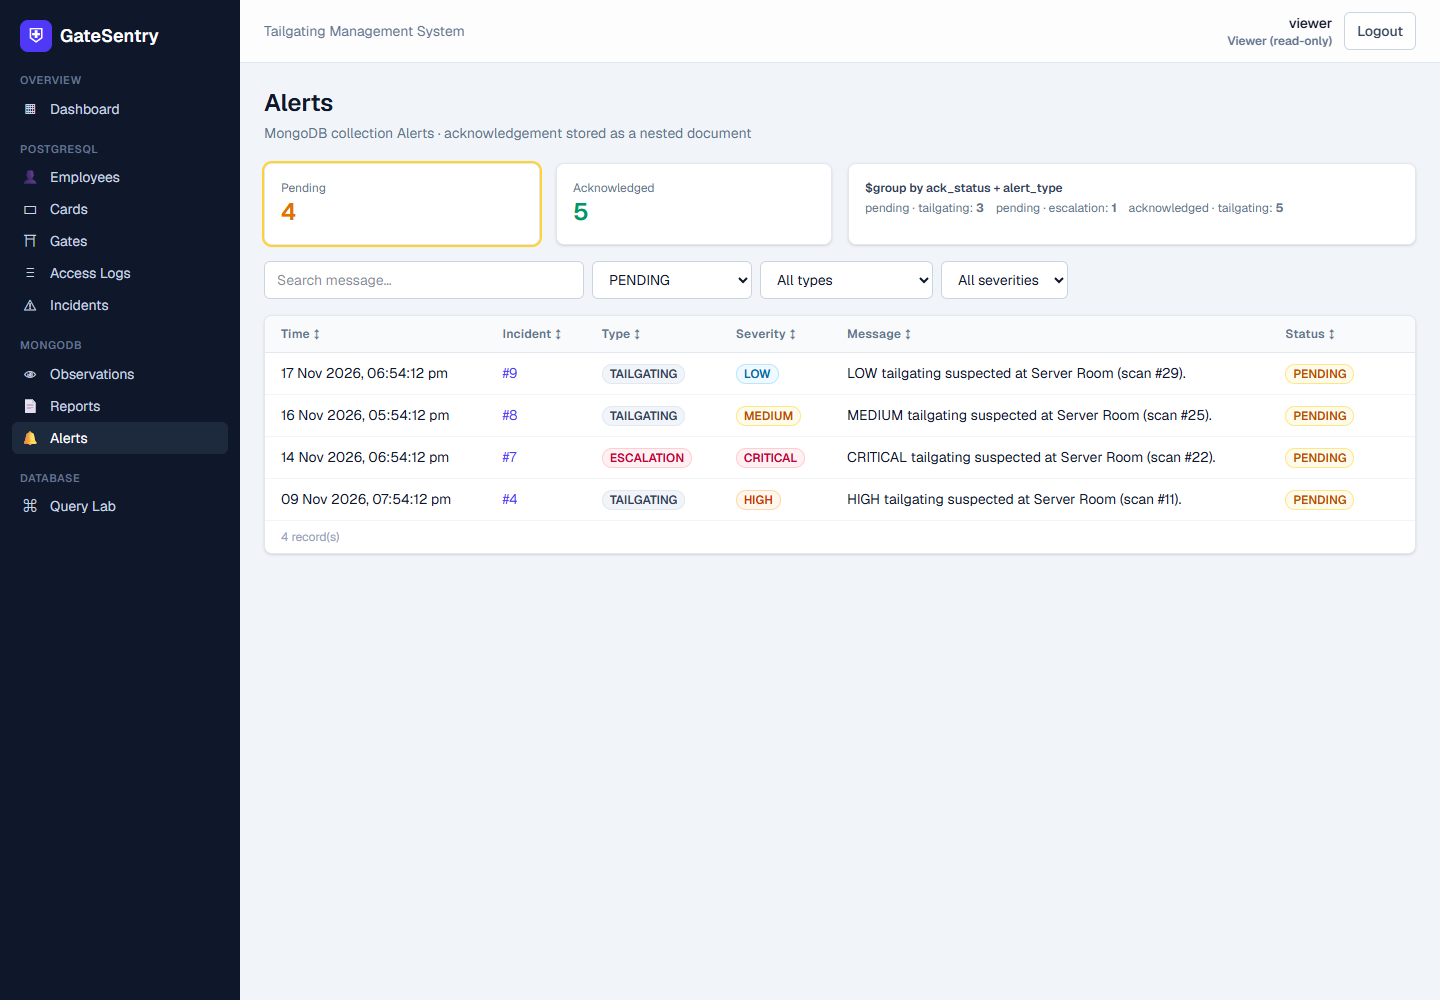 GateSentry
OVERVIEW
Dashboard
POSTGRESQL
Employees
Cards
Gates
Access Logs
Incidents
MONGODB
Observations
Reports
Alerts
DATABASE
Query Lab
Tailgating Management System
viewer
Viewer (read-only)
Logout
Alerts
MongoDB collection Alerts · acknowledgement stored as a nested document
Pending
4
Acknowledged
5
$group by ack_status + alert_type
pending · tailgating: 3 pending · escalation: 1 acknowledged · tailgating: 5
Search message... PENDING All types All severities
Time ↕ Incident ↕ Type ↕ Severity ↕ Message ↕ Status ↕
17 Nov 2026, 06:54:12 pm #9 TAILGATING LOW LOW tailgating suspected at Server Room (scan #29). PENDING
16 Nov 2026, 05:54:12 pm #8 TAILGATING MEDIUM MEDIUM tailgating suspected at Server Room (scan #25). PENDING
14 Nov 2026, 06:54:12 pm #7 ESCALATION CRITICAL CRITICAL tailgating suspected at Server Room (scan #22). PENDING
09 Nov 2026, 07:54:12 pm #4 TAILGATING HIGH HIGH tailgating suspected at Server Room (scan #11). PENDING
4 record(s)